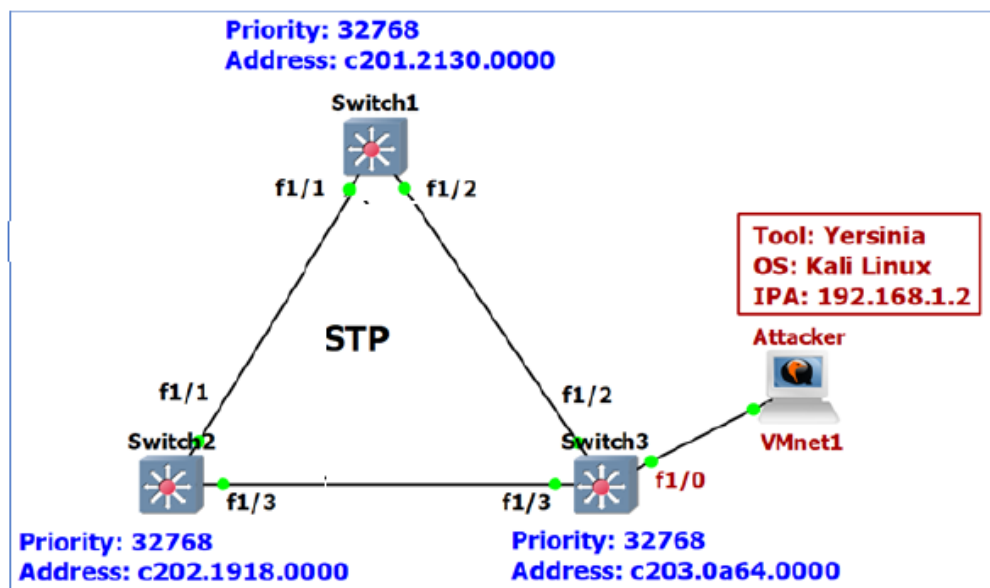 Priority: 32768
Address: c201.2130.0000
Switch1
f1/1
f1/2
Tool: Yersinia
OS: Kali Linux
IPA: 192.168.1.2
STP
Attacker
f1/1
f1/2
Switch2
Switch3
VMnet1
f1/3
f1/3
f1/0
Priority: 32768
Address: c202.1918.0000
Priority: 32768
Address: c203.0a64.0000